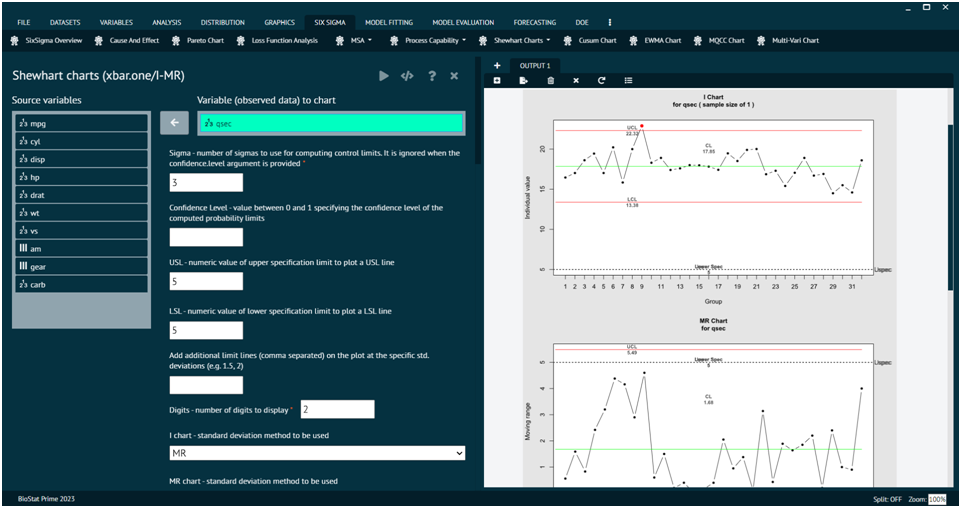 FILE DATASETS VARIABLES ANALYSIS DISTRIBUTION GRAPHICS SIX SIGMA MODEL FITTING MODEL EVALUATION FORECASTING DOE
SixSigma Overview Cause And Effect Pareto Chart Loss Function Analysis MSA Process Capability Shewhart Charts Cusum Chart EWMA Chart MQCC Chart Multi-Vari Chart
Shewhart charts (xbar.one/I-MR)
Source variables
mpg
cyl
disp
hp
drat
wt
vs
am
gear
carb
Variable (observed data) to chart
qsec
Sigma - number of sigmas to use for computing control limits. It is ignored when the
confidence.level argument is provided *
3
Confidence Level - value between 0 and 1 specifying the confidence level of the
computed probability limits
USL - numeric value of upper specification limit to plot a USL line
5
LSL - numeric value of lower specification limit to plot a LSL line
5
Add additional limit lines (comma separated) on the plot at the specific std.
deviations (e.g. 1.5, 2)
Digits - number of digits to display * 2
I chart - standard deviation method to be used
MR
MR chart - standard deviation method to be used
OUTPUT 1
I Chart
for qsec ( sample size of 1 )
UCL
22.32
CL
17.85
LCL
13.38
Upper Spec
5
Uspec
20
15
10
5
Individual value
1 2 3 4 5 6 7 8 9 11 13 15 17 19 21 23 25 27 29 31
Group
MR Chart
for qsec
UCL
5.49
Upper Spec
5
Uspec
CL
1.68
5
4
3
2
1
Moving range
BioStat Prime 2023
Split: OFF Zoom: 100%